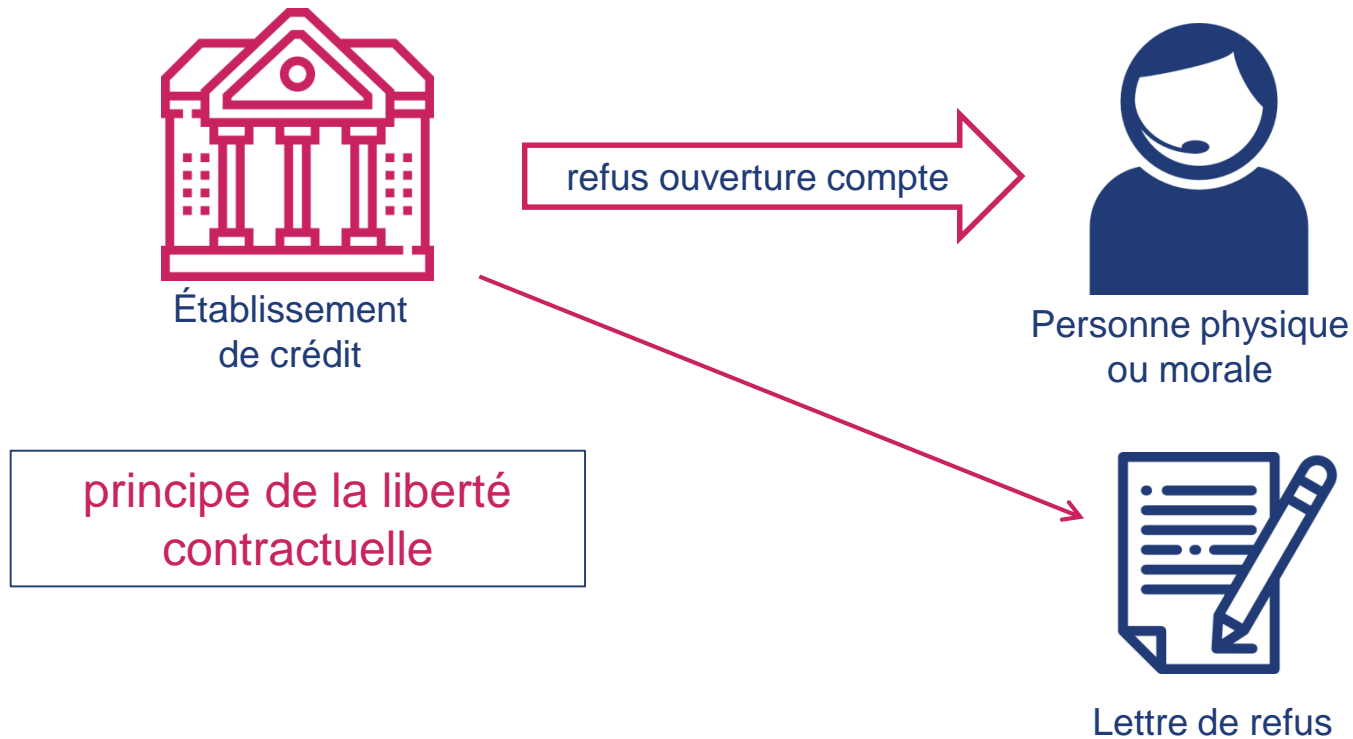 refus ouverture compte
Établissement
de crédit
Personne physique
ou morale
principe de la liberté
contractuelle
Lettre de refus